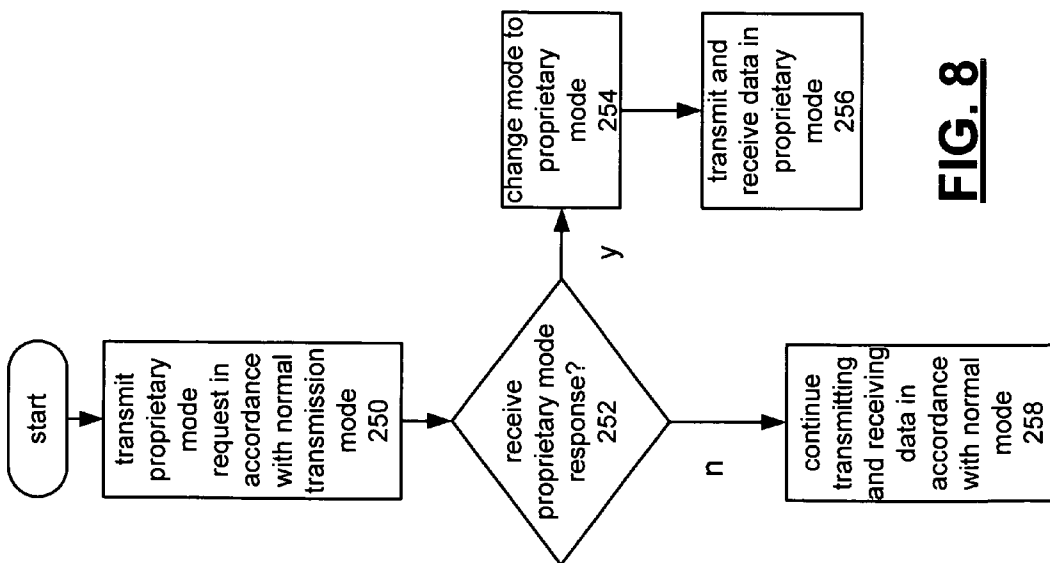 start
transmit
proprietary
mode
request in
accordance
with normal
transmission
mode
250
receive
proprietary mode
response?
252
y
change mode to
proprietary
mode
254
transmit and
receive data in
proprietary
mode
256
n
continue
transmitting
and receiving
data in
accordance
with normal
mode
258
FIG. 8